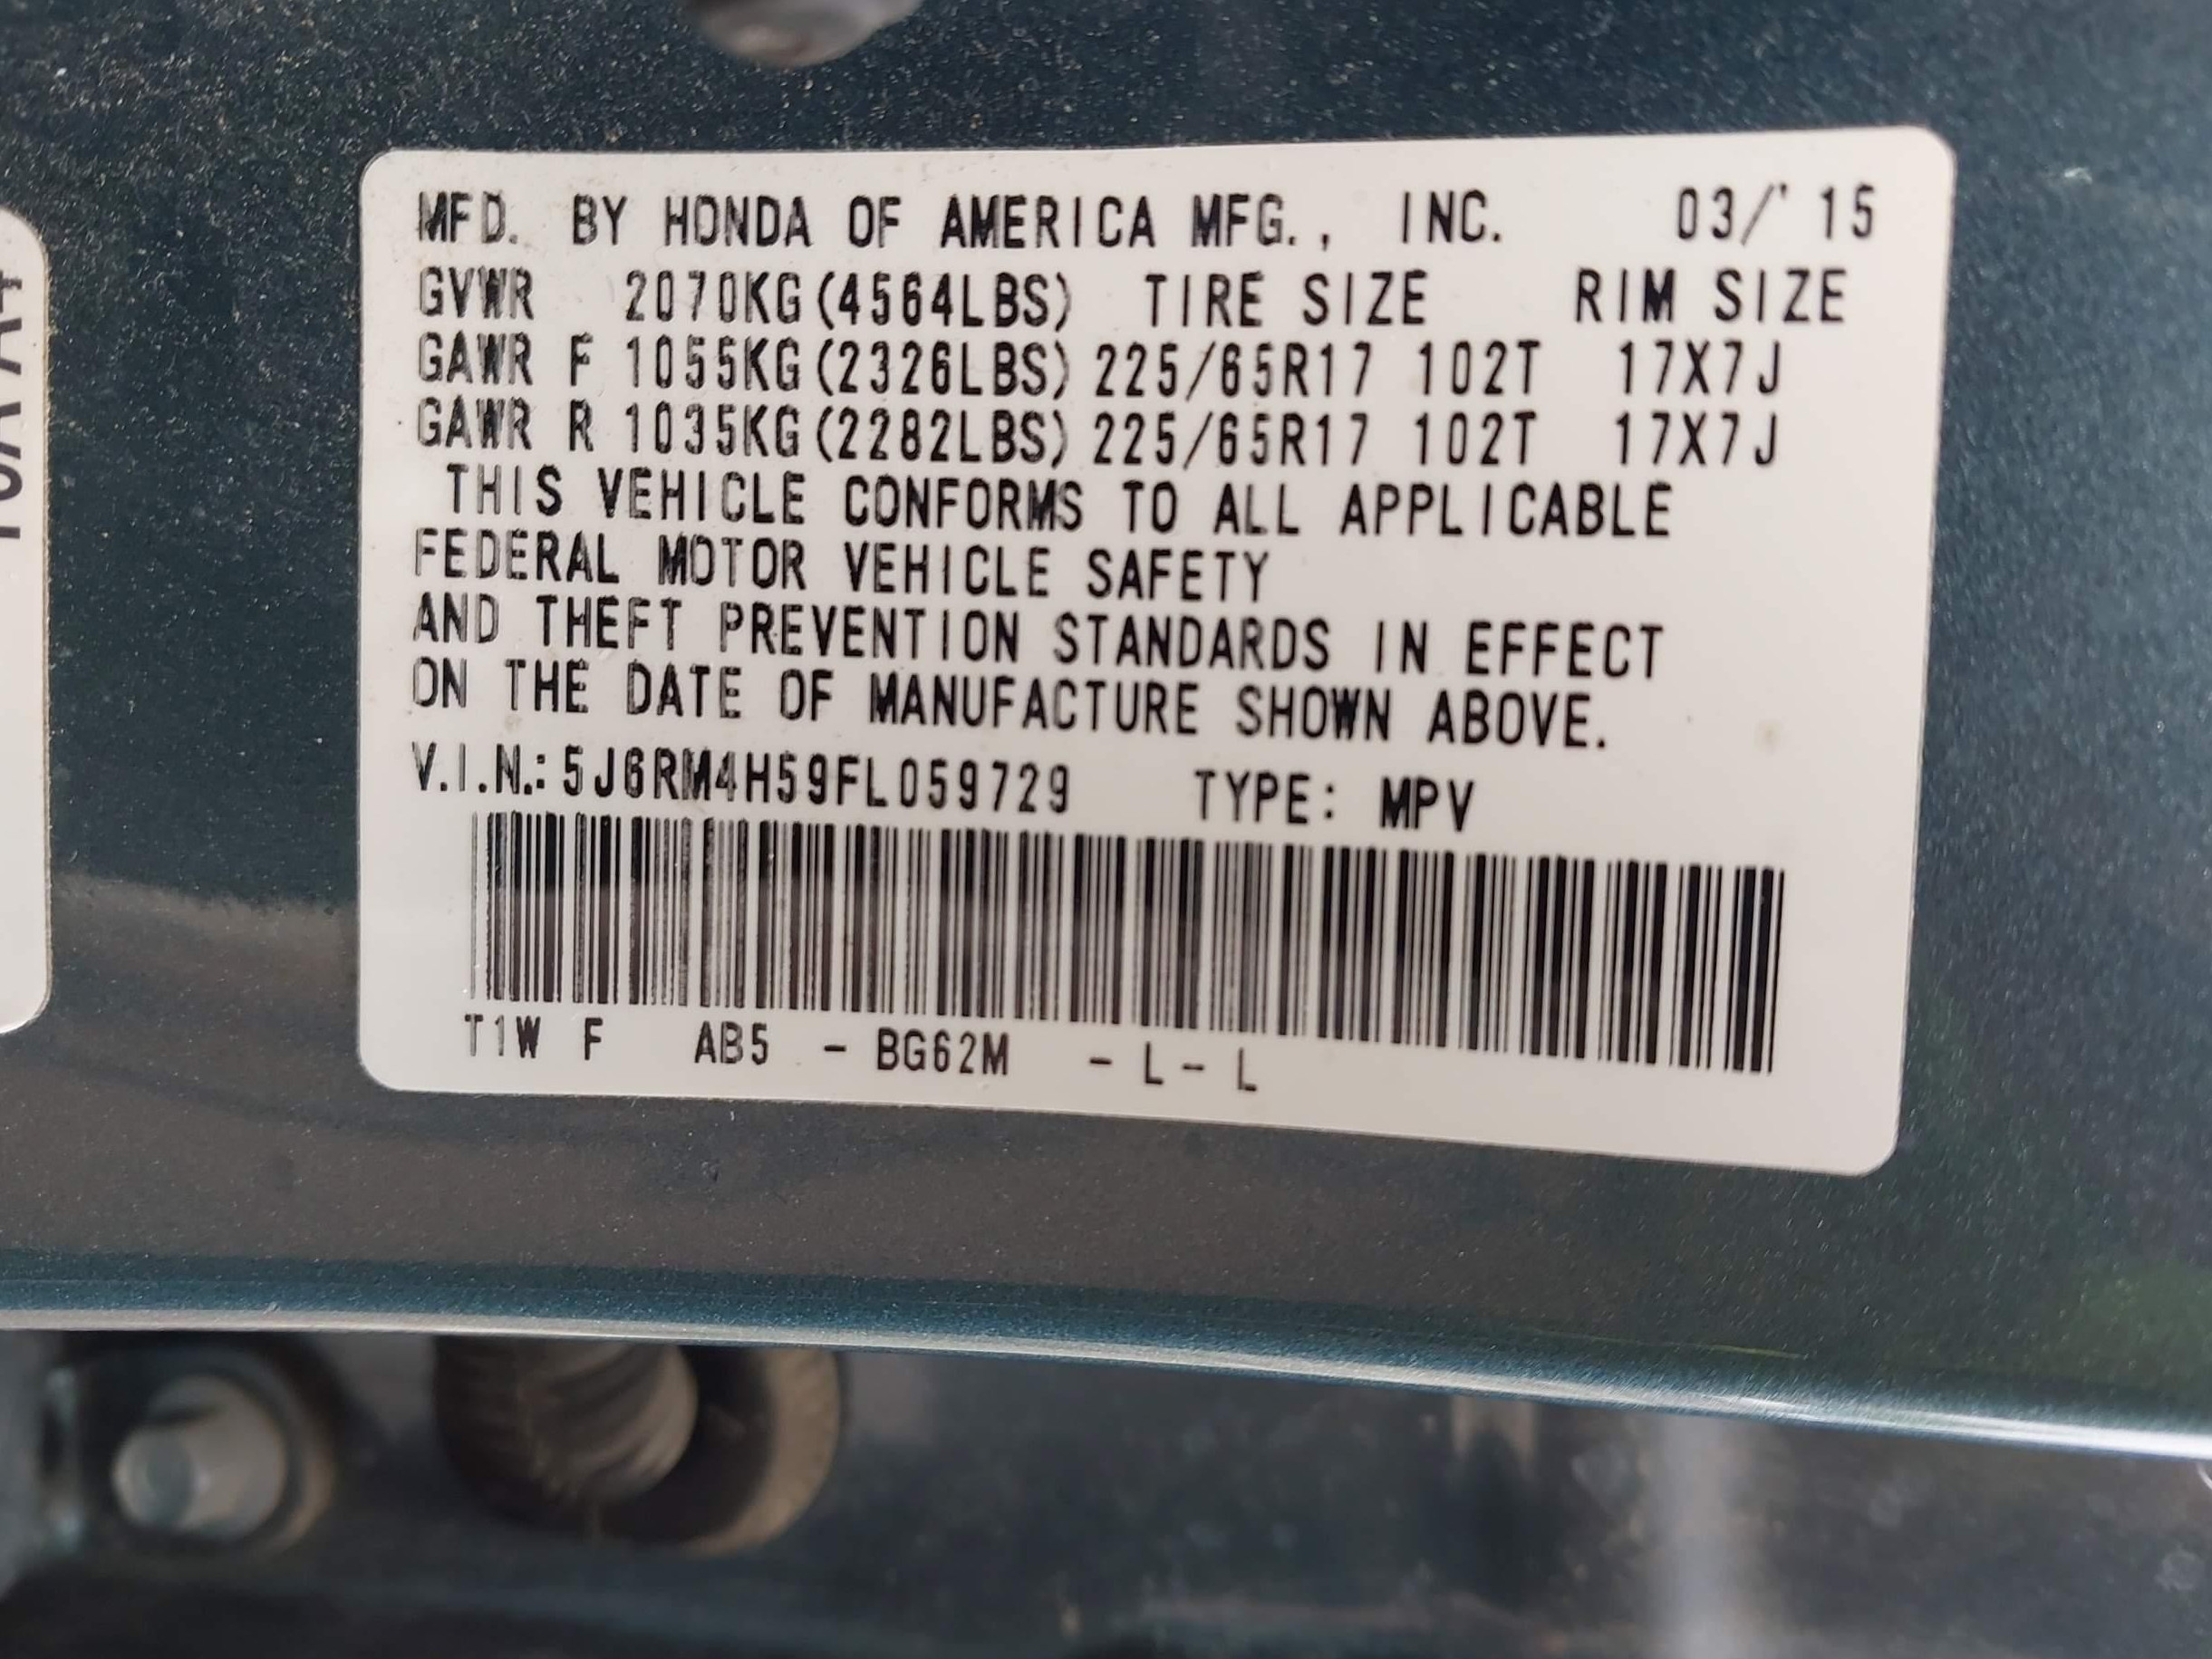 MFD. BY HONDA OF AMERICA MFG., INC. 03/'15
GVWR 2070KG(4564LBS) TIRE SIZE RIM SIZE
GAWR F 1055KG(2326LBS) 225/65R17 102T 17X7J
GAWR R 1035KG(2282LBS) 225/65R17 102T 17X7J
THIS VEHICLE CONFORMS TO ALL APPLICABLE
FEDERAL MOTOR VEHICLE SAFETY
AND THEFT PREVENTION STANDARDS IN EFFECT
ON THE DATE OF MANUFACTURE SHOWN ABOVE.
V.I.N.: 5J6RM4H59FL059729 TYPE: MPV
T1W F AB5 - BG62M - L - L